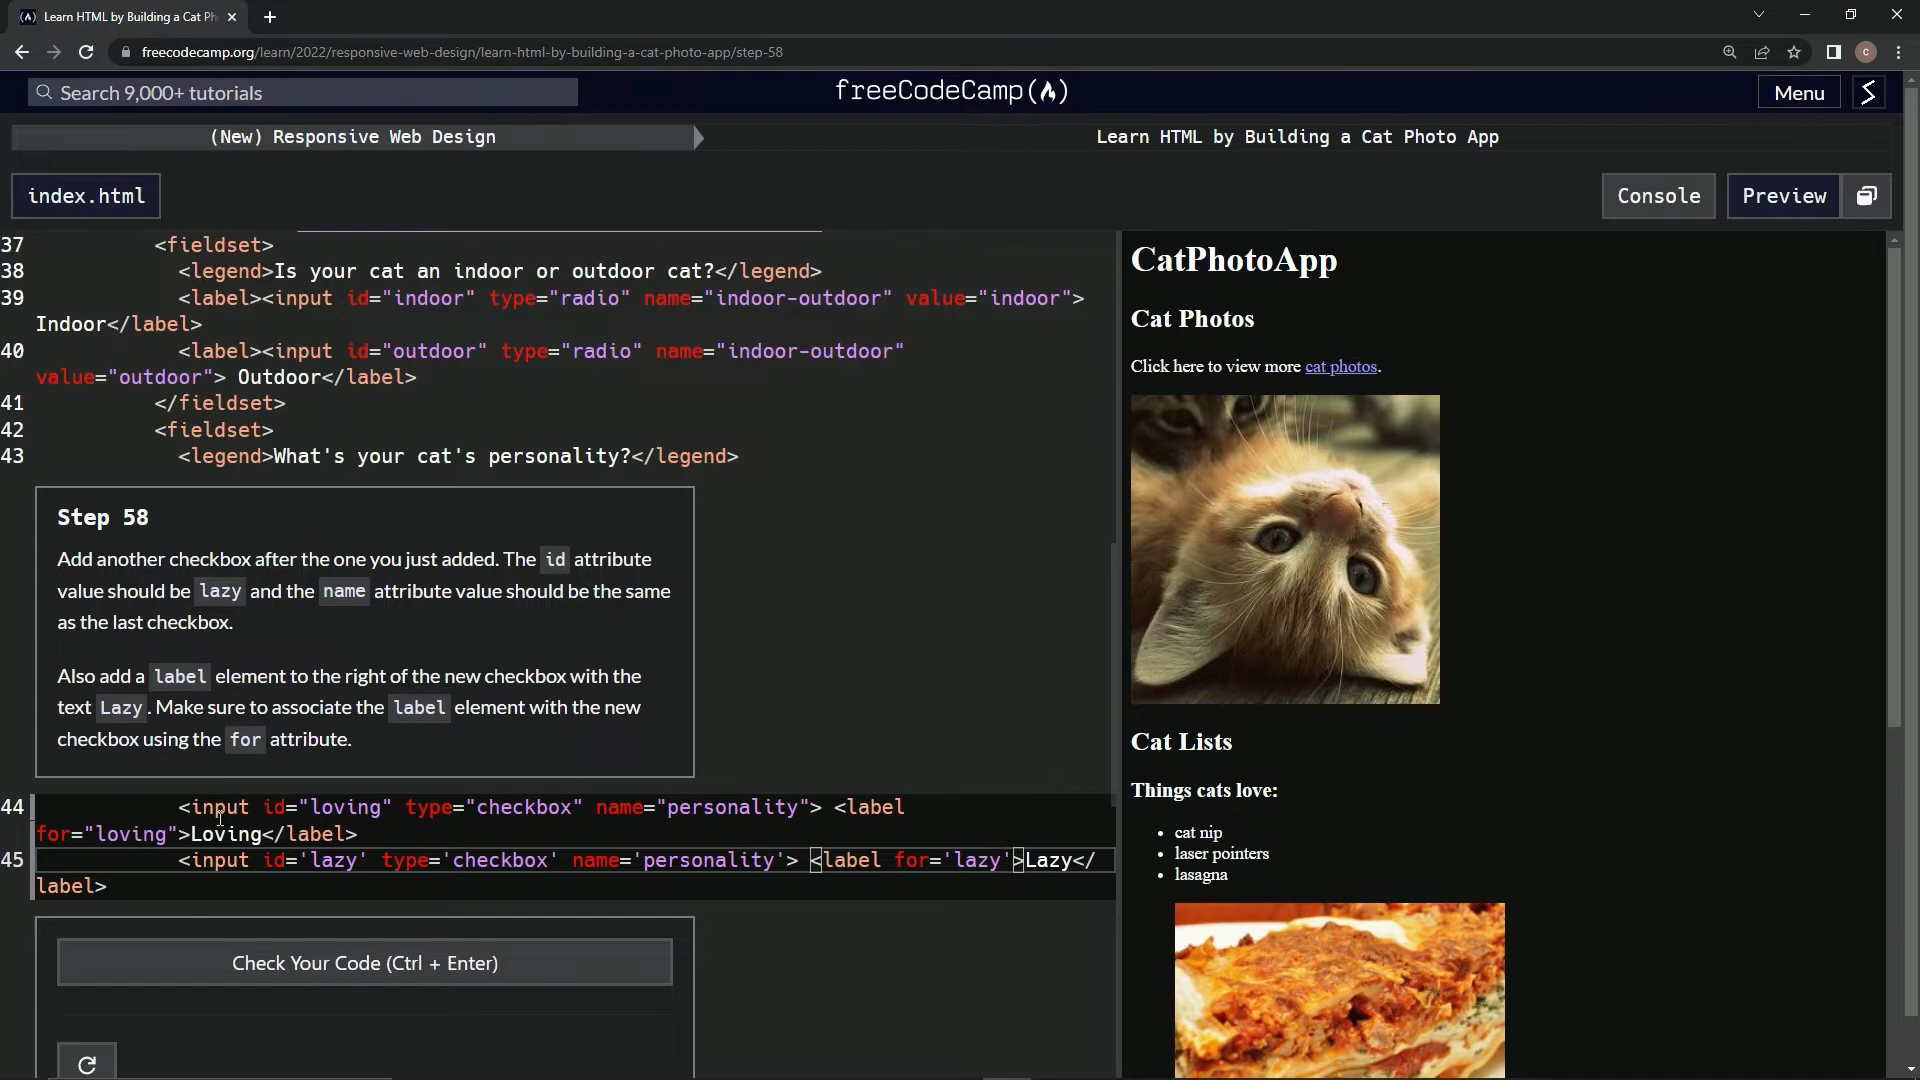 Learn HTML by Building a Cat Ph
freecodecamp.org/learn/2022/responsive-web-design/learn-html-by-building-a-cat-photo-app/step-58
c
Search 9,000+ tutorials
freeCodeCamp
Menu
(New) Responsive Web Design
Learn HTML by Building a Cat Photo App
index.html
Console
Preview
37 <fieldset>
38 <legend>Is your cat an indoor or outdoor cat?</legend>
39 <label><input id="indoor" type="radio" name="indoor-outdoor" value="indoor">
Indoor</label>
40 <label><input id="outdoor" type="radio" name="indoor-outdoor"
value="outdoor"> Outdoor</label>
41 </fieldset>
42 <fieldset>
43 <legend>What's your cat's personality?</legend>
Step 58
Add another checkbox after the one you just added. The id attribute
value should be lazy and the name attribute value should be the same
as the last checkbox.
Also add a label element to the right of the new checkbox with the
text Lazy. Make sure to associate the label element with the new
checkbox using the for attribute.
44 <input id="loving" type="checkbox" name="personality"> <label
for="loving">Loving</label>
45 <input id='lazy' type='checkbox' name='personality'> <label for='lazy'>Lazy</
label>
Check Your Code (Ctrl + Enter)
CatPhotoApp
Cat Photos
Click here to view more cat photos.
Cat Lists
Things cats love:
cat nip
laser pointers
lasagna